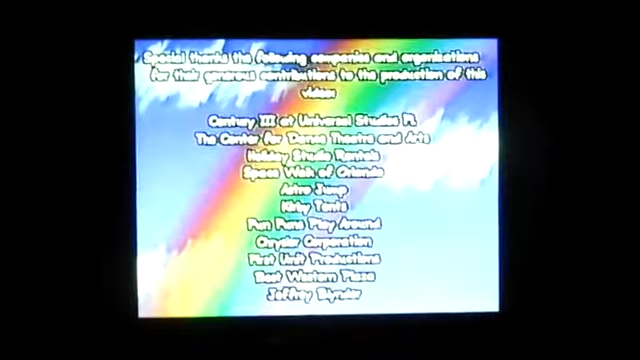 Special thanks the following companies and organizations
for their generous contributions to the production of this
video:
Century III at Universal Studios Fl.
The Center for Dance Theatre and Arts
Holiday Studio Rentals
Space Walk of Orlando
Astro Jump
Kirby Tents
Fun Runs Play Around
Chrysler Corporation
First Unit Productions
Best Western Plaza
Jeffrey